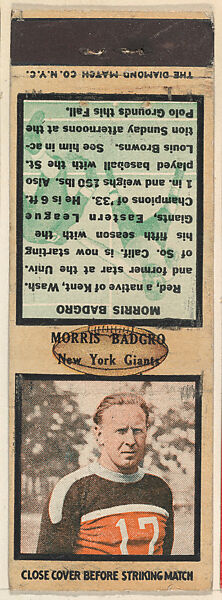 THE DIAMOND MATCH CO. N.Y.C.
MORRIS BADGRO
Red, a native of Kent, Wash.
and former end star at the Univ.
of So. Calif. is now starting
his fifth season with the
Giants, Eastern League
Champions of '33. He is 6 ft.
1 in. and weighs 190 lbs. Also
played baseball with the St.
Louis Browns. See him in ac-
tion Sunday afternoons at the
Polo Grounds this Fall.
MORRIS BADGRO
New York Giants
17
CLOSE COVER BEFORE STRIKING MATCH